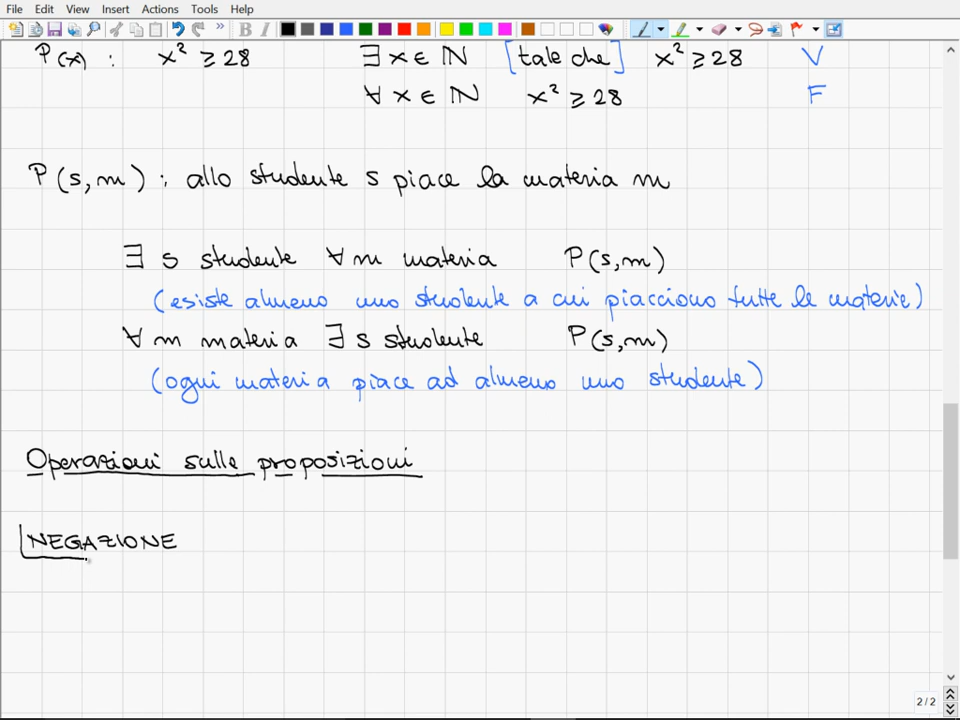 File Edit View Insert Actions Tools Help
P(x) : x² ≥ 28 ∃ x ∈ ℕ [tale che] x² ≥ 28 V
∀ x ∈ ℕ x² ≥ 28 F
P(s,m) : allo studente s piace la materia m
∃ s studente ∀ m materia P(s,m)
(esiste almeno uno studente a cui piacciono tutte le materie)
∀ m materia ∃ s studente P(s,m)
(ogni materia piace ad almeno uno studente)
Operazioni sulle proposizioni
NEGAZIONE
2 / 2